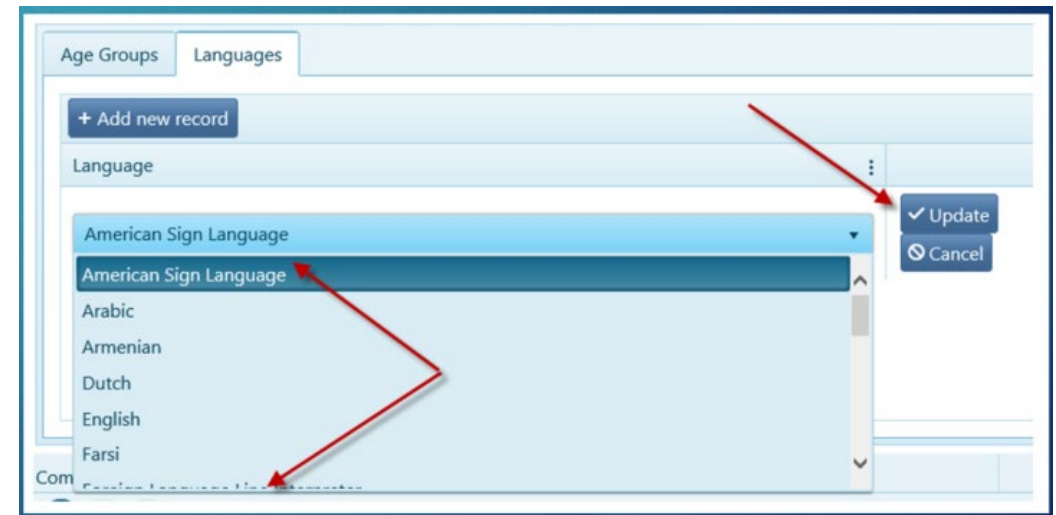 Age Groups Languages
+ Add new record
Language
American Sign Language
✓ Update
Cancel
American Sign Language
Arabic
Armenian
Dutch
English
Farsi
Com